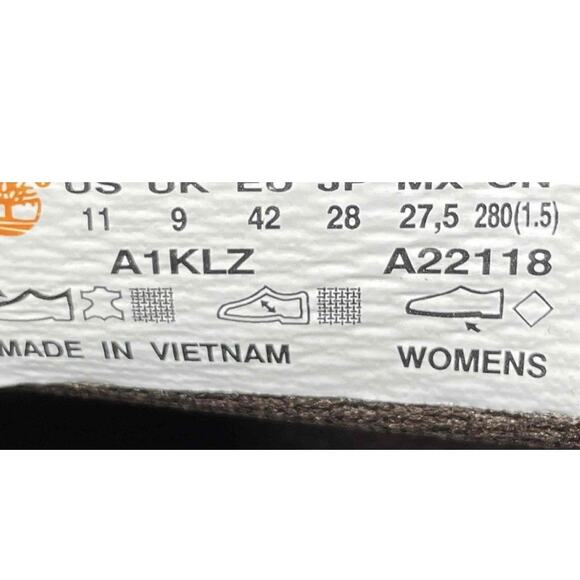 US UK EU JP MX CN
11 9 42 28 27,5 280(1.5)
A1KLZ A22118
MADE IN VIETNAM WOMENS